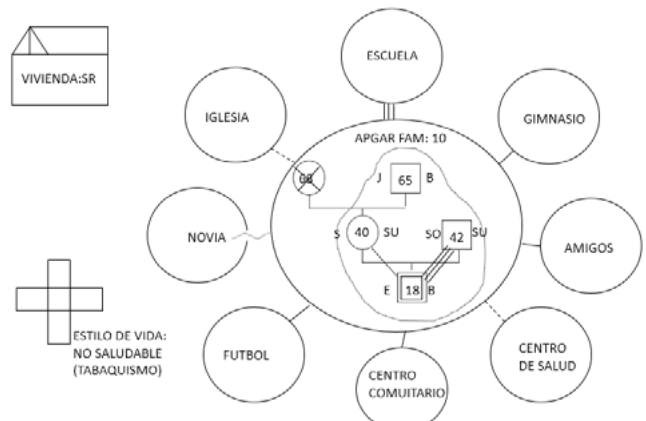 ESCUELA
VIVIENDA:SR
IGLESIA
GIMNASIO
APGAR FAM: 10
J 65 B
S 40 SU SO 42 SU
NOVIA
AMIGOS
E 18 B
ESTILO DE VIDA:
NO SALUDABLE
(TABAQUISMO)
FUTBOL
CENTRO
COMUITARIO
CENTRO
DE SALUD